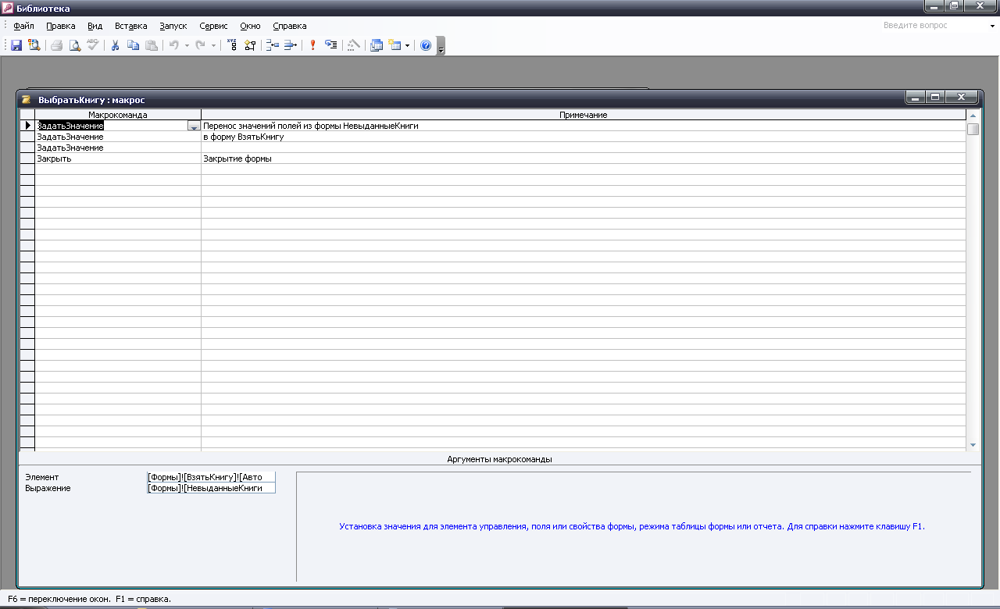 Библиотека
Файл Правка Вид Вставка Запуск Сервис Окно Справка Введите вопрос
ВыбратьКнигу : макрос
Макрокоманда Примечание
ЗадатьЗначение Перенос значений полей из формы НевыданныеКниги
ЗадатьЗначение в форму ВзятьКнигу
ЗадатьЗначение
Закрыть Закрытие формы
Аргументы макрокоманды
Элемент [Формы]![ВзятьКнигу]![Авто
Выражение [Формы]![НевыданныеКниги
Установка значения для элемента управления, поля или свойства формы, режима таблицы формы или отчета. Для справки нажмите клавишу F1.
F6 = переключение окон. F1 = справка.